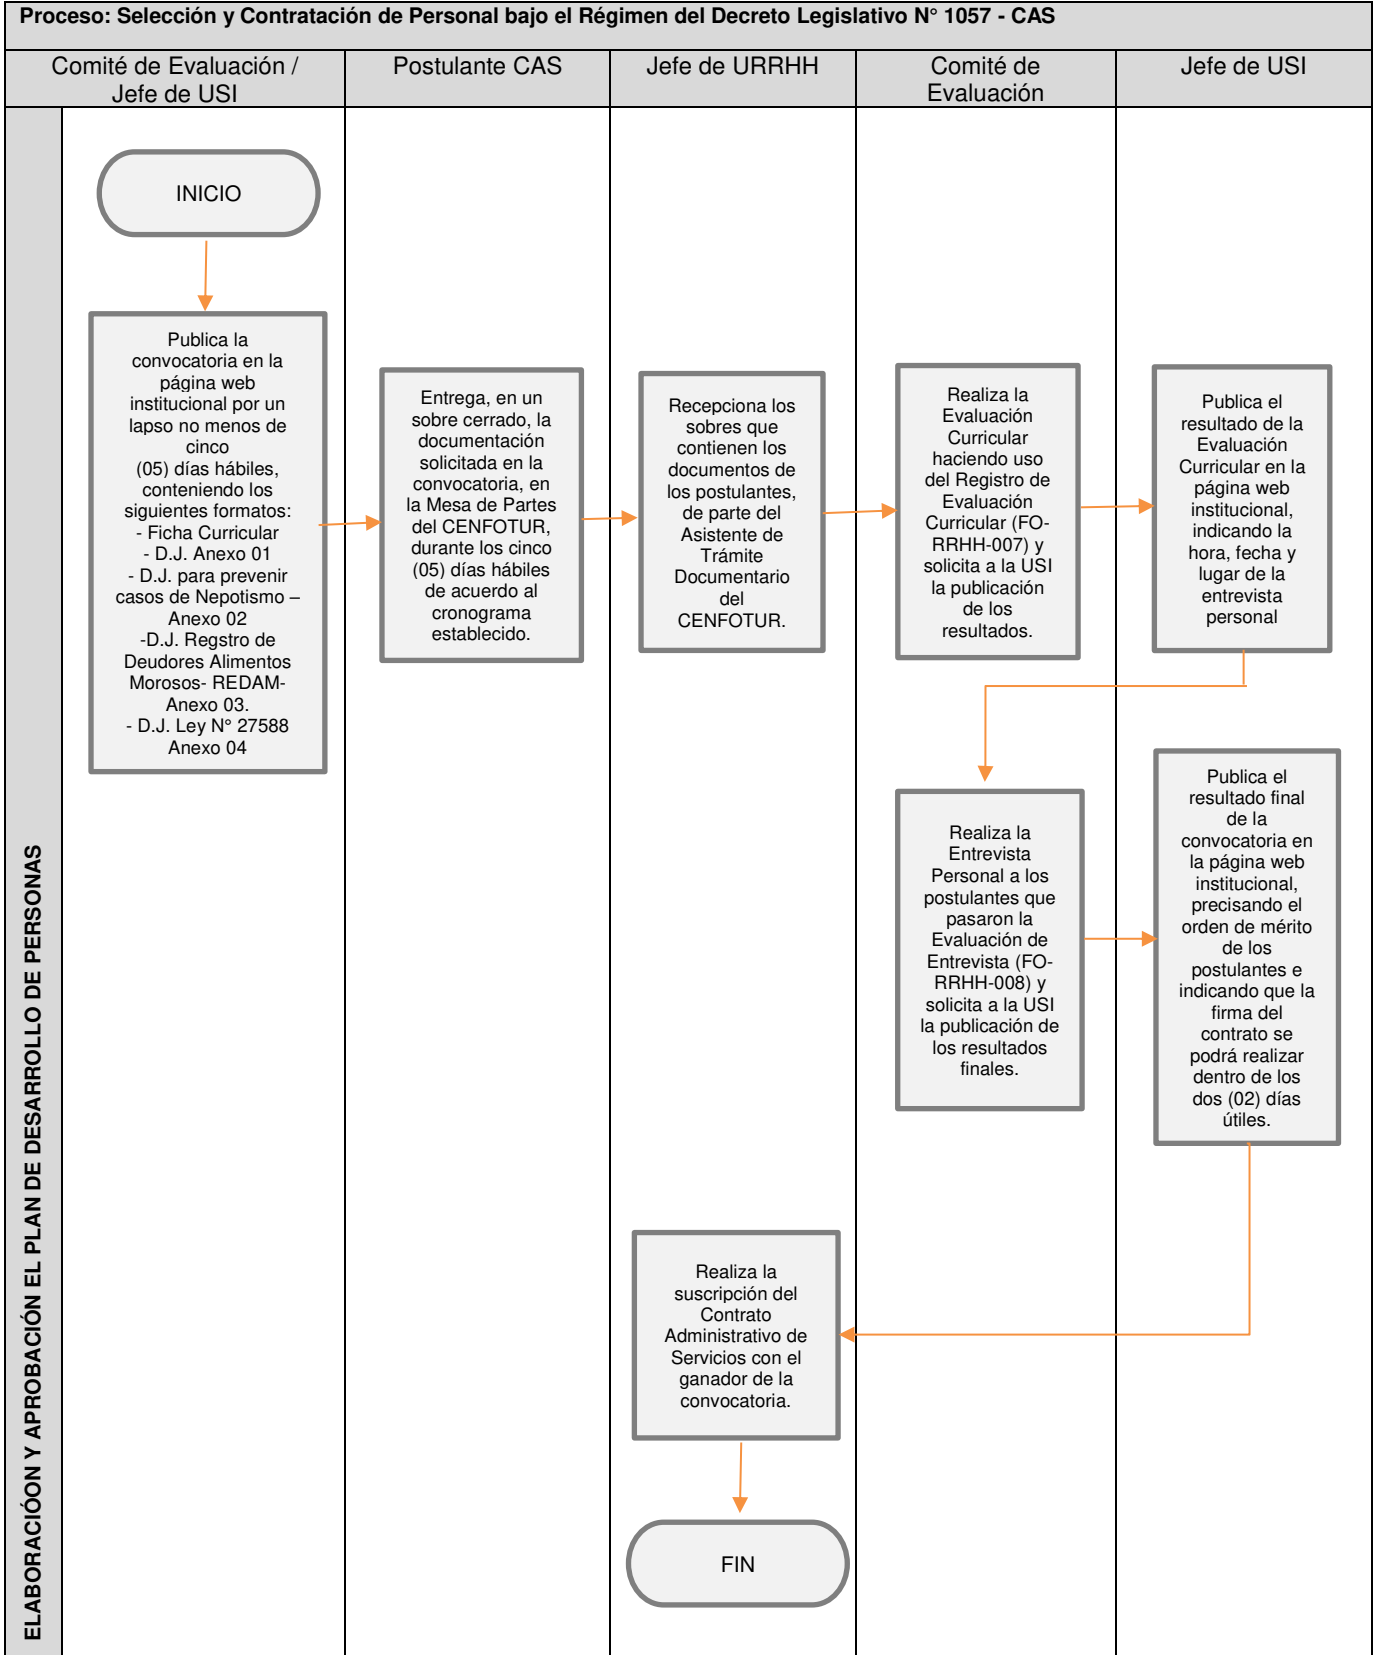 Proceso: Selección y Contratación de Personal bajo el Régimen del Decreto Legislativo N° 1057 - CAS
Comité de Evaluación /
Jefe de USI
Postulante CAS
Jefe de URRHH
Comité de
Evaluación
Jefe de USI
ELABORACIÓON Y APROBACIÓN EL PLAN DE DESARROLLO DE PERSONAS
INICIO
Publica la
convocatoria en la
página web
institucional por un
lapso no menos de
cinco
(05) días hábiles,
conteniendo los
siguientes formatos:
- Ficha Curricular
- D.J. Anexo 01
- D.J. para prevenir
casos de Nepotismo –
Anexo 02
-D.J. Regstro de
Deudores Alimentos
Morosos- REDAM-
Anexo 03.
- D.J. Ley N° 27588
Anexo 04
Entrega, en un
sobre cerrado, la
documentación
solicitada en la
convocatoria, en
la Mesa de Partes
del CENFOTUR,
durante los cinco
(05) días hábiles
de acuerdo al
cronograma
establecido.
Recepciona los
sobres que
contienen los
documentos de
los postulantes,
de parte del
Asistente de
Trámite
Documentario
del
CENFOTUR.
Realiza la
Evaluación
Curricular
haciendo uso
del Registro de
Evaluación
Curricular (FO-
RRHH-007) y
solicita a la USI
la publicación
de los
resultados.
Publica el
resultado de la
Evaluación
Curricular en la
página web
institucional,
indicando la
hora, fecha y
lugar de la
entrevista
personal
Realiza la
Entrevista
Personal a los
postulantes que
pasaron la
Evaluación de
Entrevista (FO-
RRHH-008) y
solicita a la USI
la publicación de
los resultados
finales.
Publica el
resultado final
de la
convocatoria en
la página web
institucional,
precisando el
orden de mérito
de los
postulantes e
indicando que la
firma del
contrato se
podrá realizar
dentro de los
dos (02) días
útiles.
Realiza la
suscripción del
Contrato
Administrativo de
Servicios con el
ganador de la
convocatoria.
FIN